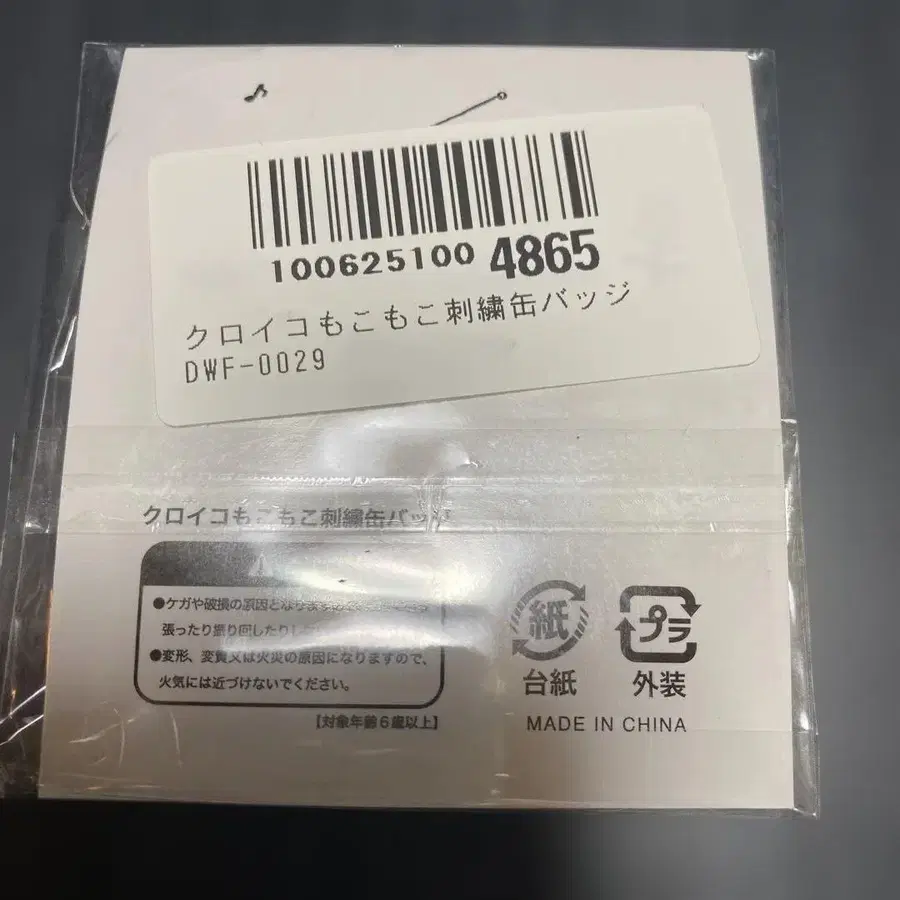 100625100 4865
クロイコもこもこ刺繍缶バッジ
DWF-0029
クロイコもこもこ刺繍缶バッジ
●ケガや破損の原因となりますの
張ったり振り回したりし
●変形、変質又は火災の原因になりますので、
火気には近づけないでください。
【対象年齢6歳以上】
紙
台紙
プラ
外装
MADE IN CHINA